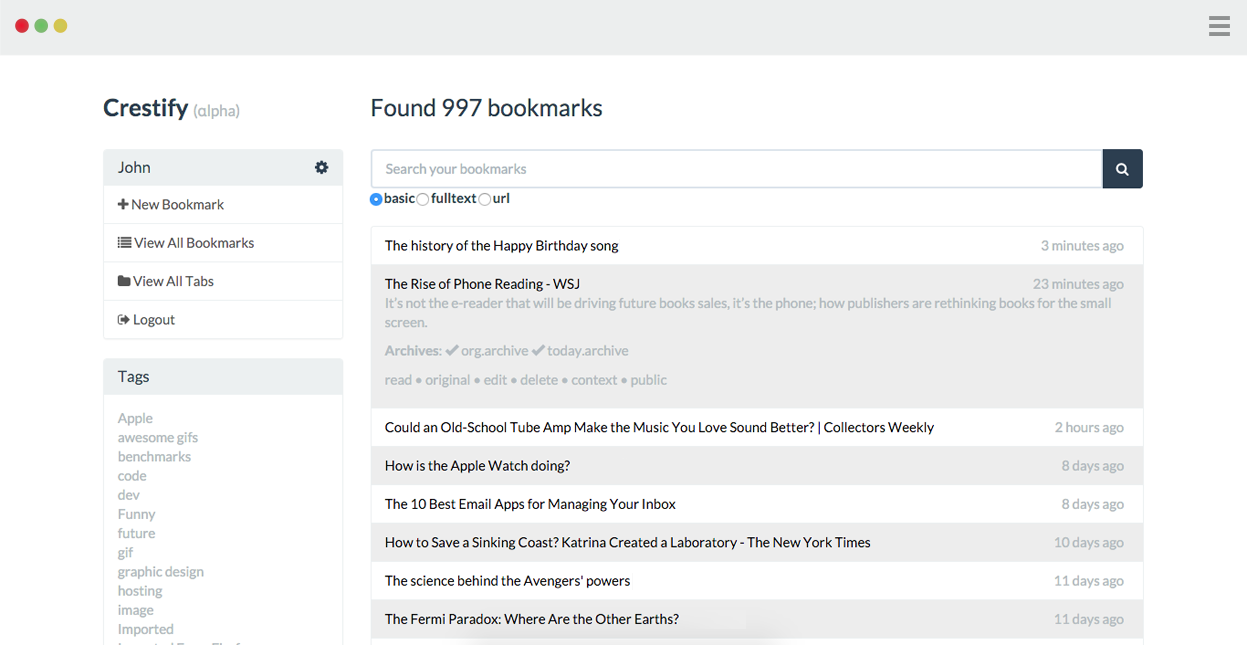 Crestify (alpha)
John
New Bookmark
View All Bookmarks
View All Tabs
Logout
Tags
Apple
awesome gifs
benchmarks
code
dev
Funny
future
gif
graphic design
hosting
image
Imported
Found 997 bookmarks
Search your bookmarks
basic fulltext url
The history of the Happy Birthday song 3 minutes ago
The Rise of Phone Reading - WSJ 23 minutes ago
It's not the e-reader that will be driving future books sales, it's the phone; how publishers are rethinking books for the small
screen.
Archives: ✔ org.archive ✔ today.archive
read • original • edit • delete • context • public
Could an Old-School Tube Amp Make the Music You Love Sound Better? | Collectors Weekly 2 hours ago
How is the Apple Watch doing? 8 days ago
The 10 Best Email Apps for Managing Your Inbox 8 days ago
How to Save a Sinking Coast? Katrina Created a Laboratory - The New York Times 10 days ago
The science behind the Avengers' powers 11 days ago
The Fermi Paradox: Where Are the Other Earths? 11 days ago